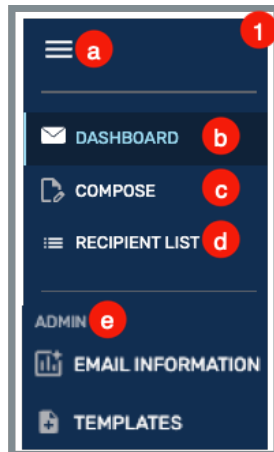 1
a
DASHBOARD b
COMPOSE c
RECIPIENT LIST d
ADMIN e
EMAIL INFORMATION
TEMPLATES